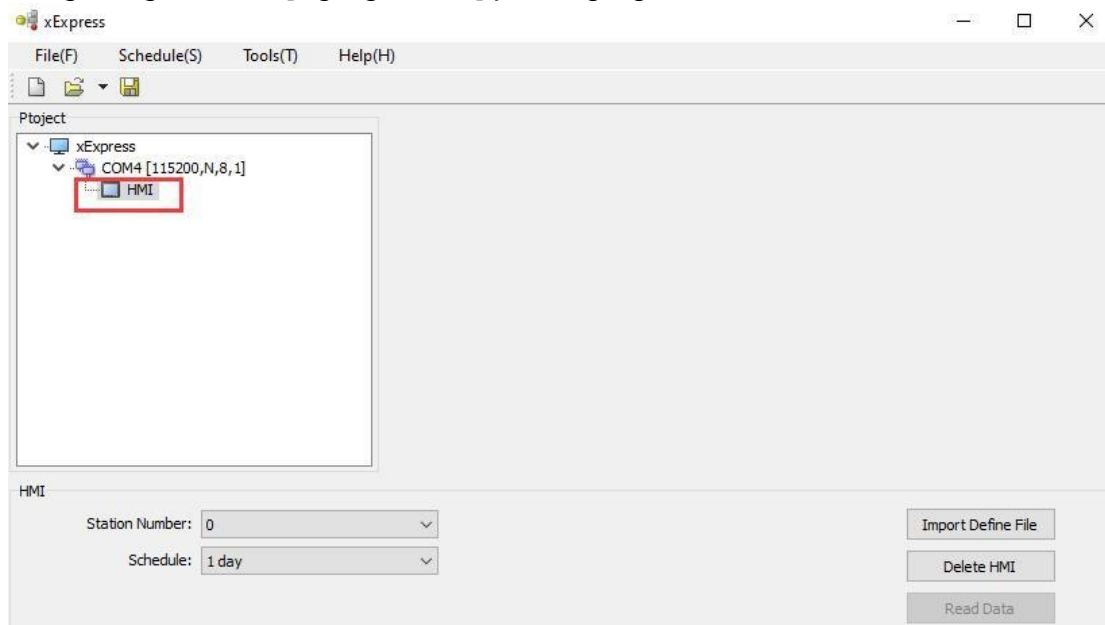 xExpress
File(F) Schedule(S) Tools(T) Help(H)
Ptoject
xExpress
COM4 [115200,N,8,1]
HMI
HMI
Station Number: 0
Import Define File
Schedule: 1 day
Delete HMI
Read Data